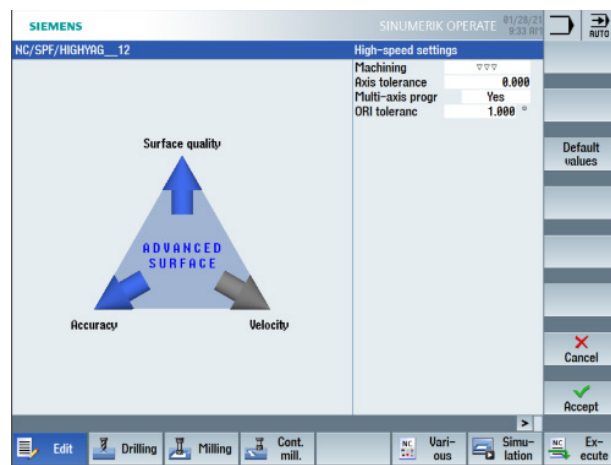 SIEMENS
SINUMERIK OPERATE
01/28/21
9:33 AM
AUTO
NC/SPF/HIGHYAG__12
High-speed settings
Machining ▽▽▽
Axis tolerance 0.000
Multi-axis progr Yes
ORI toleranc 1.000 °
Surface quality
Default
values
ADVANCED
SURFACE
Accuracy
Velocity
Cancel
Accept
>
Edit
Drilling
Milling
Cont.
mill.
NC
Vari-
ous
Simu-
lation
NC
Ex-
ecute